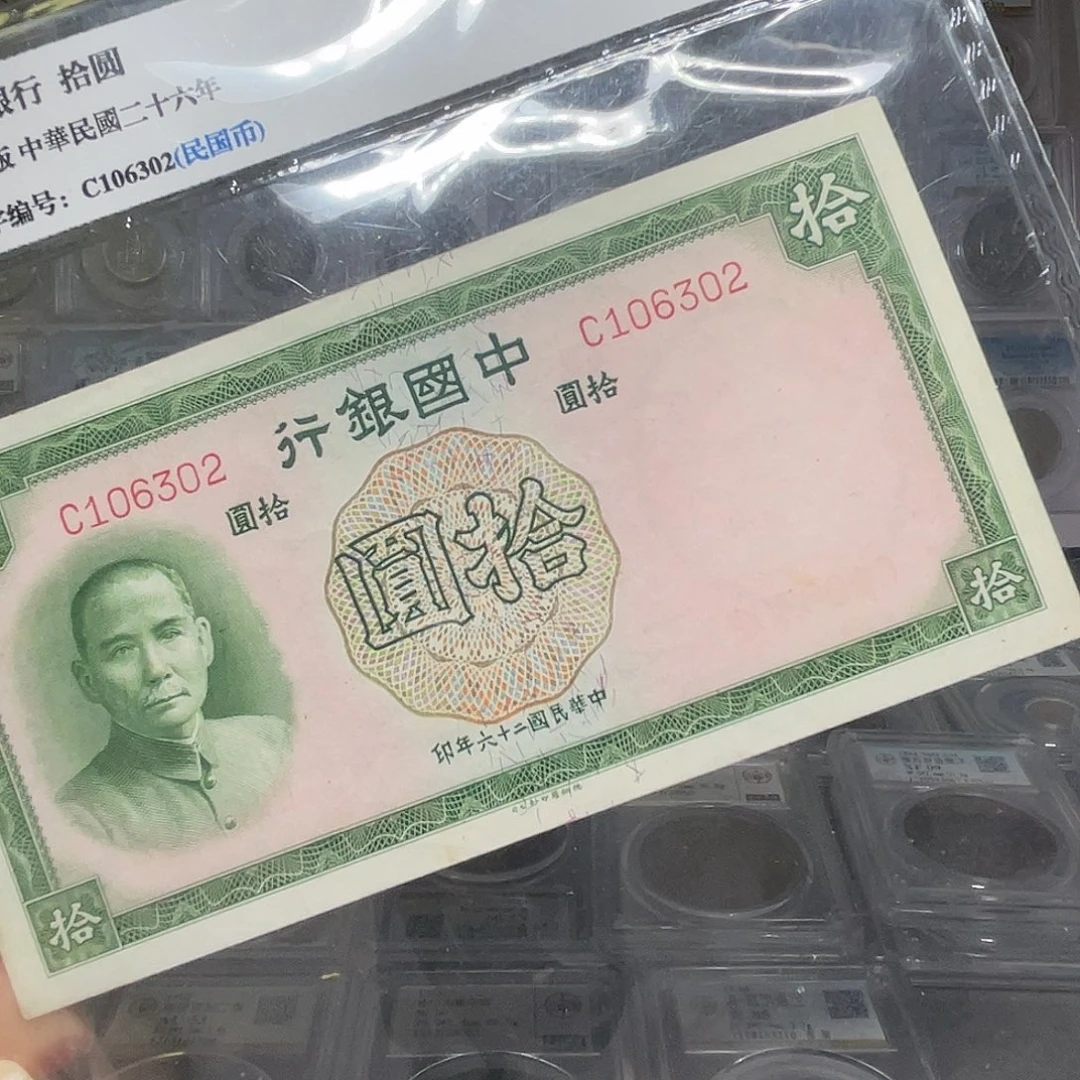 银行 拾圆
版 中華民國二十六年
编号：C106302(民国币)
拾
C106302
中國銀行
拾圓
C106302
拾圓
拾圓
中華民國二十六年印
拾
拾